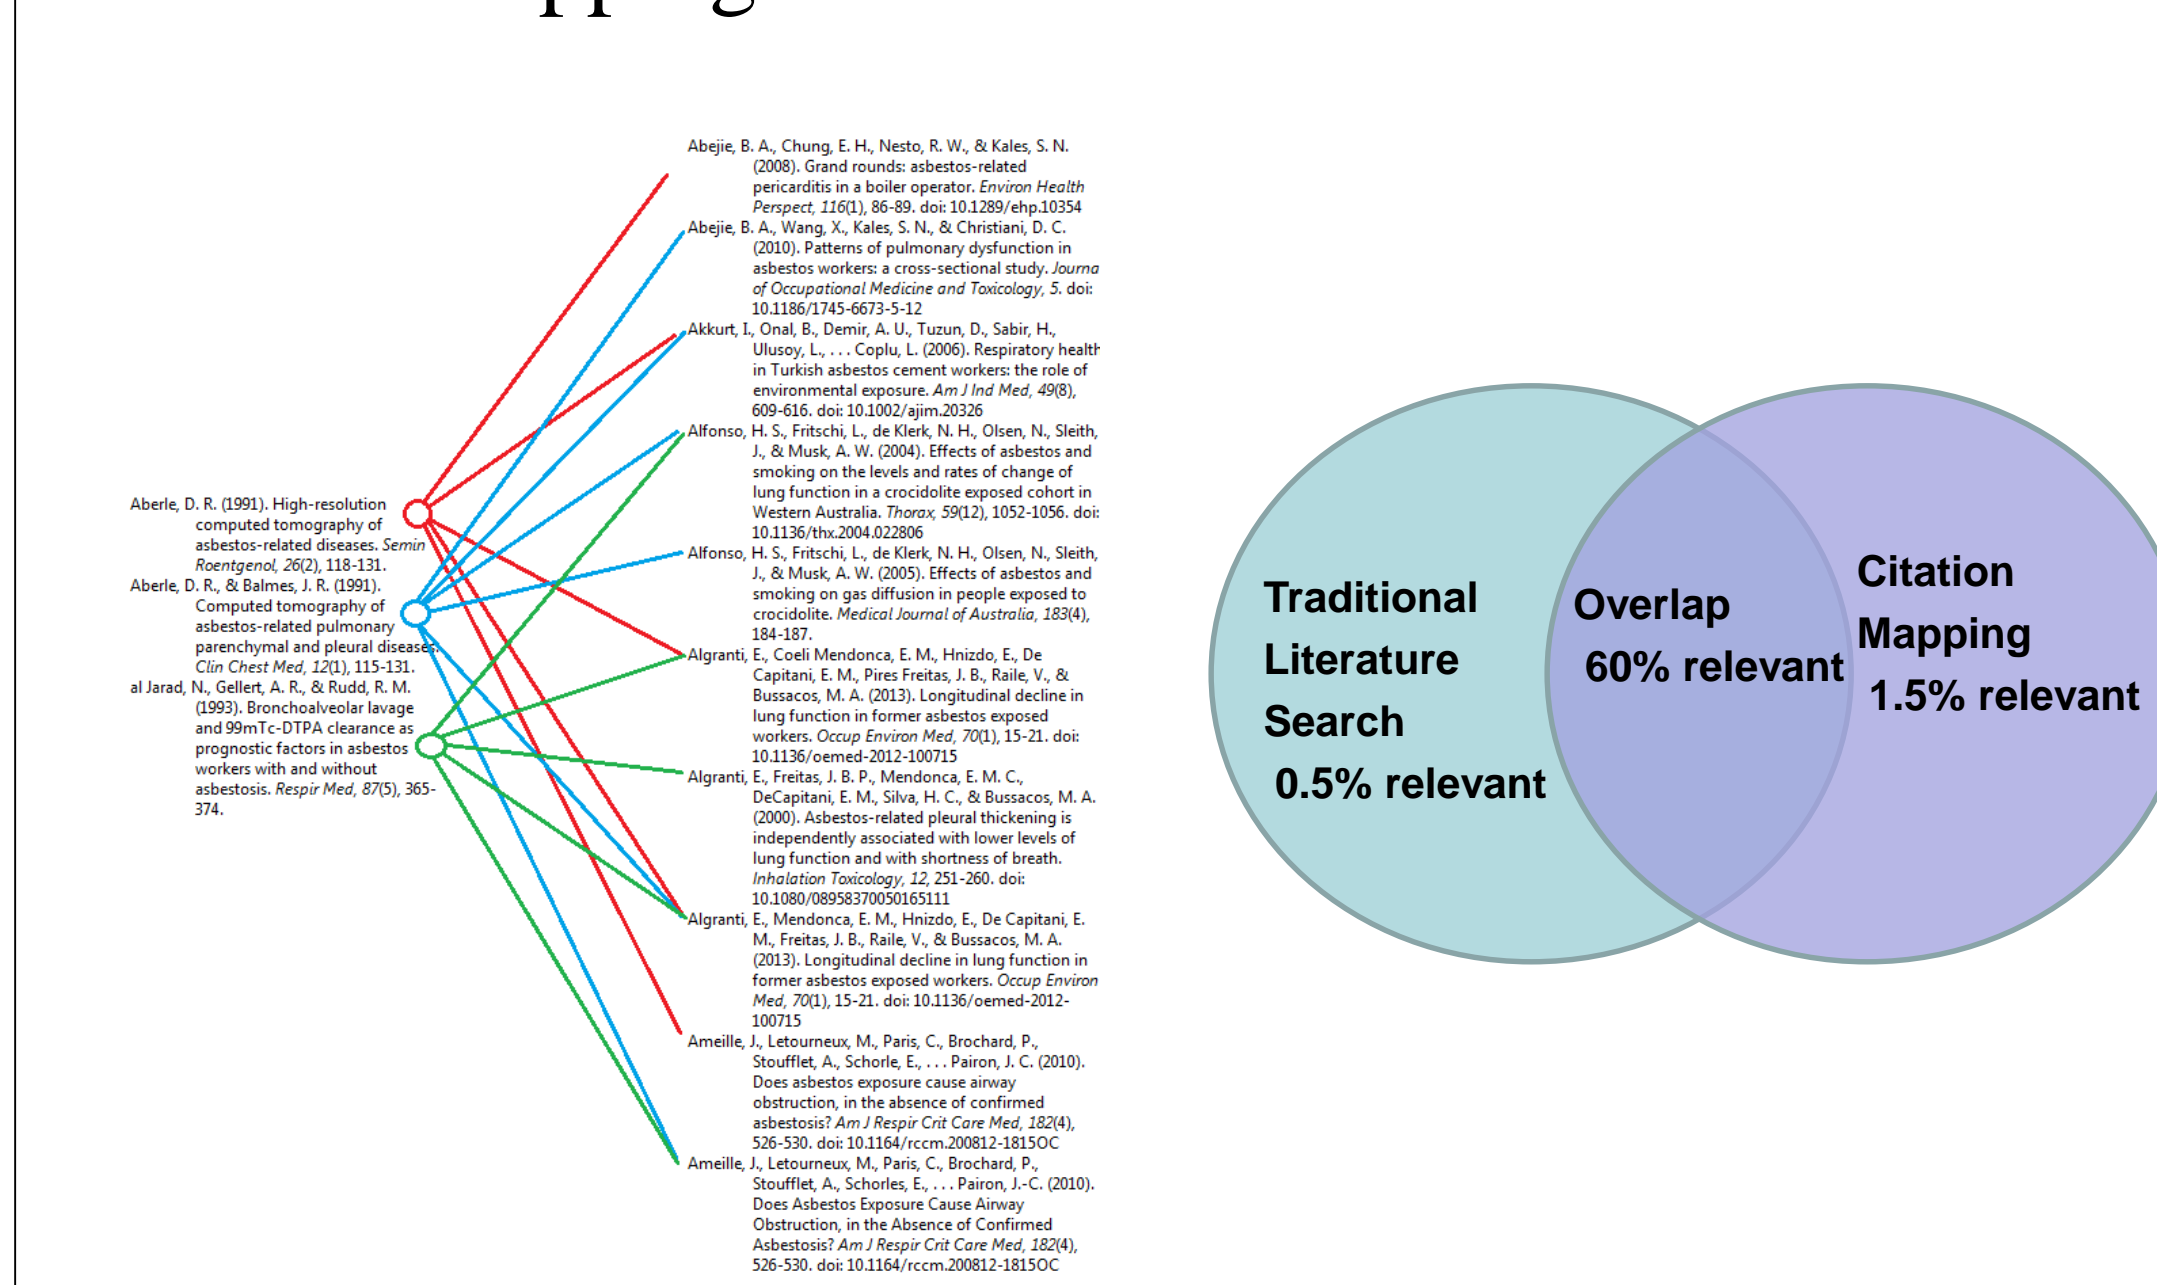 Abejie, B. A., Chung, E. H., Nesto, R. W., & Kales, S. N.
(2008). Grand rounds: asbestos-related
pericarditis in a boiler operator. Environ Health
Perspect, 116(1), 86-89. doi: 10.1289/ehp.10354
Abejie, B. A., Wang, X., Kales, S. N., & Christiani, D. C.
(2010). Patterns of pulmonary dysfunction in
asbestos workers: a cross-sectional study. Journa
of Occupational Medicine and Toxicology, 5. doi:
10.1186/1745-6673-5-12
Akkurt, I., Onal, B., Demir, A. U., Tuzun, D., Sabir, H.,
Ulusoy, L., . . . Coplu, L. (2006). Respiratory health
in Turkish asbestos cement workers: the role of
environmental exposure. Am J Ind Med, 49(8),
609-616. doi: 10.1002/ajim.20326
Alfonso, H. S., Fritschi, L., de Klerk, N. H., Olsen, N., Sleith,
J., & Musk, A. W. (2004). Effects of asbestos and
smoking on the levels and rates of change of
lung function in a crocidolite exposed cohort in
Western Australia. Thorax, 59(12), 1052-1056. doi:
10.1136/thx.2004.022806
Alfonso, H. S., Fritschi, L., de Klerk, N. H., Olsen, N., Sleith,
J., & Musk, A. W. (2005). Effects of asbestos and
smoking on gas diffusion in people exposed to
crocidolite. Medical Journal of Australia, 183(4),
184-187.
Algranti, E., Coeli Mendonca, E. M., Hnizdo, E., De
Capitani, E. M., Pires Freitas, J. B., Raile, V., &
Bussacos, M. A. (2013). Longitudinal decline in
lung function in former asbestos exposed
workers. Occup Environ Med, 70(1), 15-21. doi:
10.1136/oemed-2012-100715
Algranti, E., Freitas, J. B. P., Mendonca, E. M. C.,
DeCapitani, E. M., Silva, H. C., & Bussacos, M. A.
(2000). Asbestos-related pleural thickening is
independently associated with lower levels of
lung function and with shortness of breath.
Inhalation Toxicology, 12, 251-260. doi:
10.1080/08958370050165111
Algranti, E., Mendonca, E. M., Hnizdo, E., De Capitani, E.
M., Freitas, J. B., Raile, V., & Bussacos, M. A.
(2013). Longitudinal decline in lung function in
former asbestos exposed workers. Occup Environ
Med, 70(1), 15-21. doi: 10.1136/oemed-2012-
100715
Ameille, J., Letourneux, M., Paris, C., Brochard, P.,
Stoufflet, A., Schorle, E., . . . Pairon, J. C. (2010).
Does asbestos exposure cause airway
obstruction, in the absence of confirmed
asbestosis? Am J Respir Crit Care Med, 182(4),
526-530. doi: 10.1164/rccm.200812-1815OC
Ameille, J., Letourneux, M., Paris, C., Brochard, P.,
Stoufflet, A., Schorles, E., . . . Pairon, J.-C. (2010).
Does Asbestos Exposure Cause Airway
Obstruction, in the Absence of Confirmed
Asbestosis? Am J Respir Crit Care Med, 182(4),
526-530. doi: 10.1164/rccm.200812-1815OC
Aberle, D. R. (1991). High-resolution
computed tomography of
asbestos-related diseases. Semin
Roentgenol, 26(2), 118-131.
Aberle, D. R., & Balmes, J. R. (1991).
Computed tomography of
asbestos-related pulmonary
parenchymal and pleural diseases.
Clin Chest Med, 12(1), 115-131.
al Jarad, N., Gellert, A. R., & Rudd, R. M.
(1993). Bronchoalveolar lavage
and 99mTc-DTPA clearance as
prognostic factors in asbestos
workers with and without
asbestosis. Respir Med, 87(5), 365-
374.
Traditional
Literature
Search
0.5% relevant
Overlap
60% relevant
Citation
Mapping
1.5% relevant